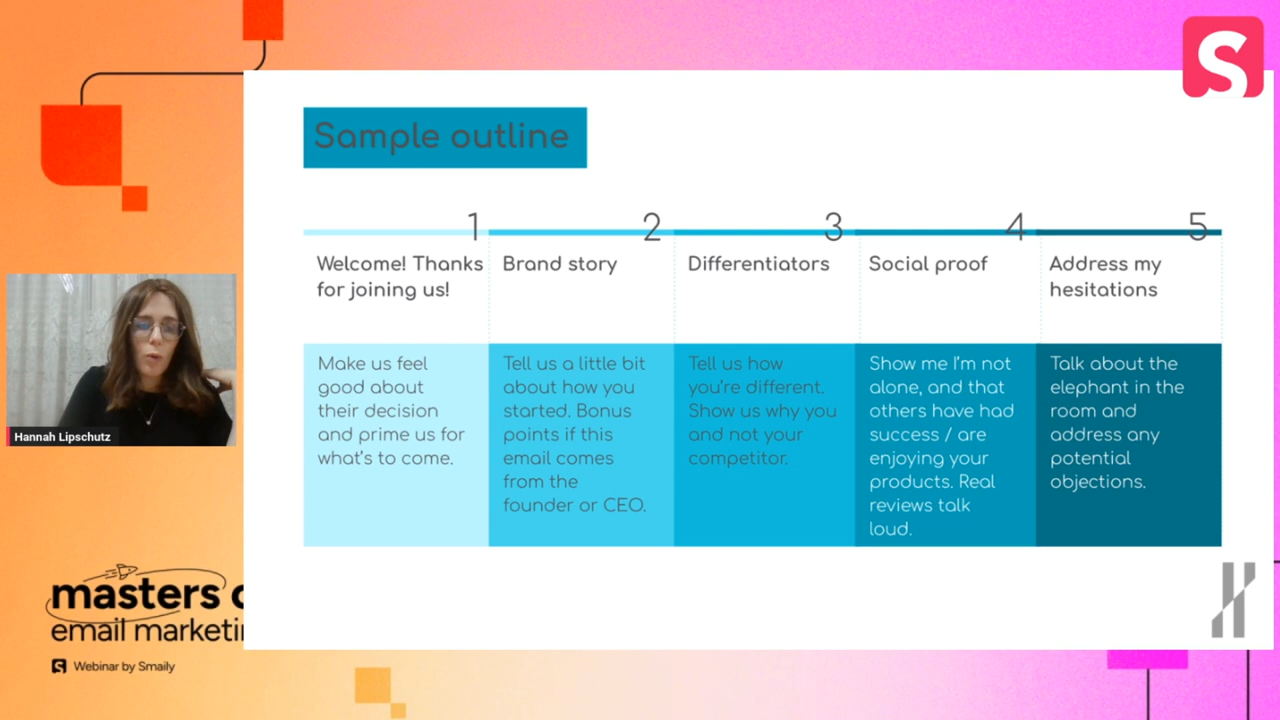 Sample outline
1
2
3
4
5
Welcome! Thanks
for joining us!
Brand story
Differentiators
Social proof
Address my
hesitations
Make us feel
good about
their decision
and prime us for
what's to come.
Tell us a little bit
about how you
started. Bonus
points if this
email comes
from the
founder or CEO.
Tell us how
you're different.
Show us why you
and not your
competitor.
Show me I'm not
alone, and that
others have had
success / are
enjoying your
products. Real
reviews talk
loud.
Talk about the
elephant in the
room and
address any
potential
objections.
Hannah Lipschutz
masters
email
Webinar by Smaily
S